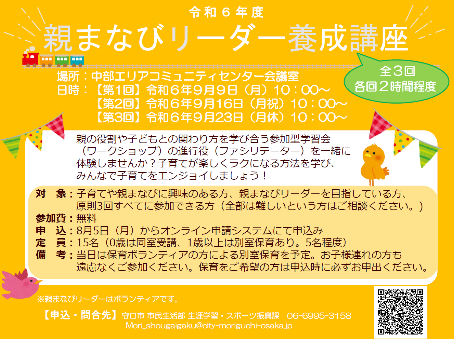 令和6年度
親まなびリーダー養成講座
場所：中部エリアコミュニティセンター会議室
日時：【第1回】令和6年9月9日（月）10：00～
【第2回】令和6年9月16日（月祝）10：00～
【第3回】令和6年9月23日（月休）10：00～
全3回
各回2時間程度
親の役割や子どもとの関わり方を学び合う参加型学習会
（ワークショップ）の進行役（ファシリテーター）を一緒に
体験しませんか？子育てが楽しくラクになる方法を学び、
みんなで子育てをエンジョイしましょう！
対　象：子育てや親まなびに興味のある方、親まなびリーダーを目指している方、
原則3回すべてに参加できる方（全部は難しいという方はご相談ください。）
参加費：無料
申　込：8月5日（月）からオンライン申請システムにて申込み
定　員：15名（0歳は同室受講、1歳以上は別室保育あり。5名程度）
備　考：当日は保育ボランティアの方による別室保育を予定。お子様連れの方も
遠慮なくご参加ください。保育をご希望の方は申込時に必ずお申出ください。
※親まなびリーダーはボランティアです。
【申込・問合先】守口市 市民生活部 生涯学習・スポーツ振興課　06-6995-3158
Mori_shougaigaku@city-moriguchi-osaka.jp